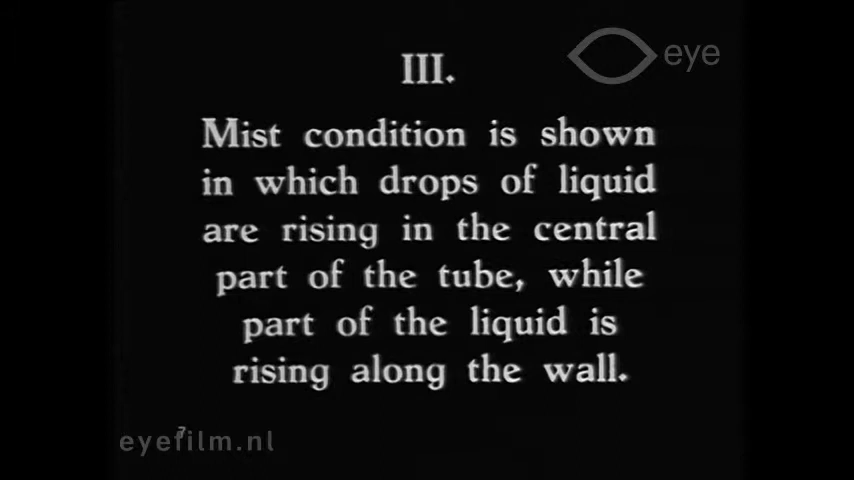 III.
eye
Mist condition is shown
in which drops of liquid
are rising in the central
part of the tube, while
part of the liquid is
rising along the wall.
7
eyefilm.nl